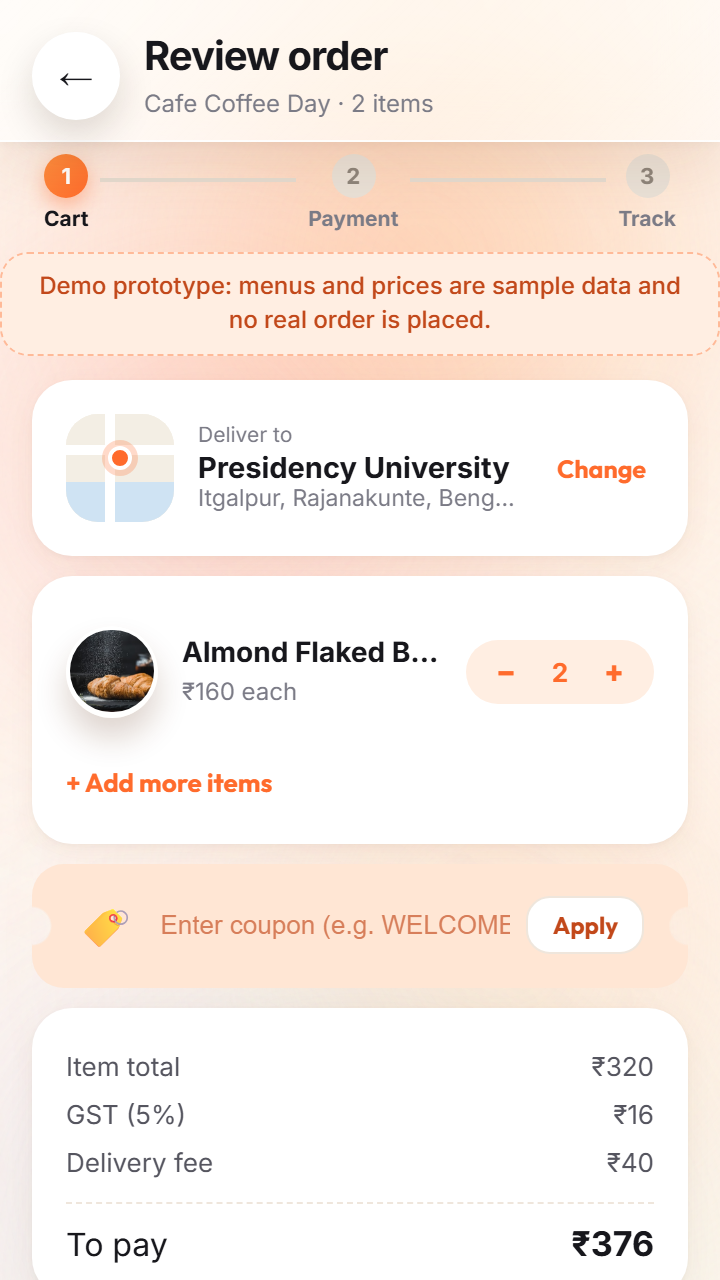 ←
Review order
Cafe Coffee Day · 2 items
1
2
3
Cart
Payment
Track
Demo prototype: menus and prices are sample data and
no real order is placed.
Deliver to
Presidency University
Itgalpur, Rajanakunte, Beng...
Change
Almond Flaked B...
₹160 each
− 2 +
+ Add more items
Enter coupon (e.g. WELCOME
Apply
Item total ₹320
GST (5%) ₹16
Delivery fee ₹40
To pay ₹376